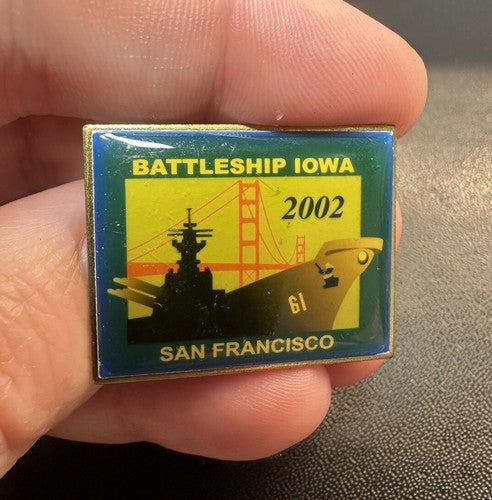 BATTLESHIP IOWA
2002
61
SAN FRANCISCO